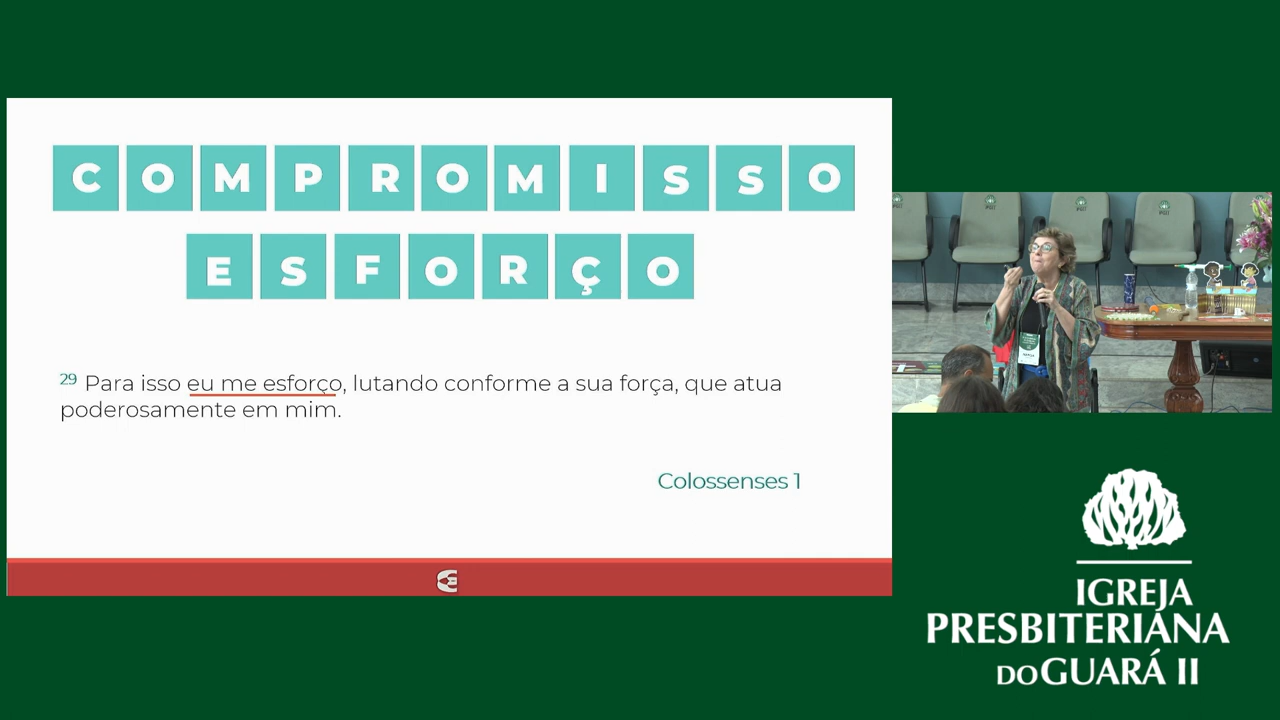 COMPROMISSO
ESFORÇO
29 Para isso eu me esforço, lutando conforme a sua força, que atua
poderosamente em mim.
Colossenses 1
IGREJA
PRESBITERIANA
DO GUARÁ II